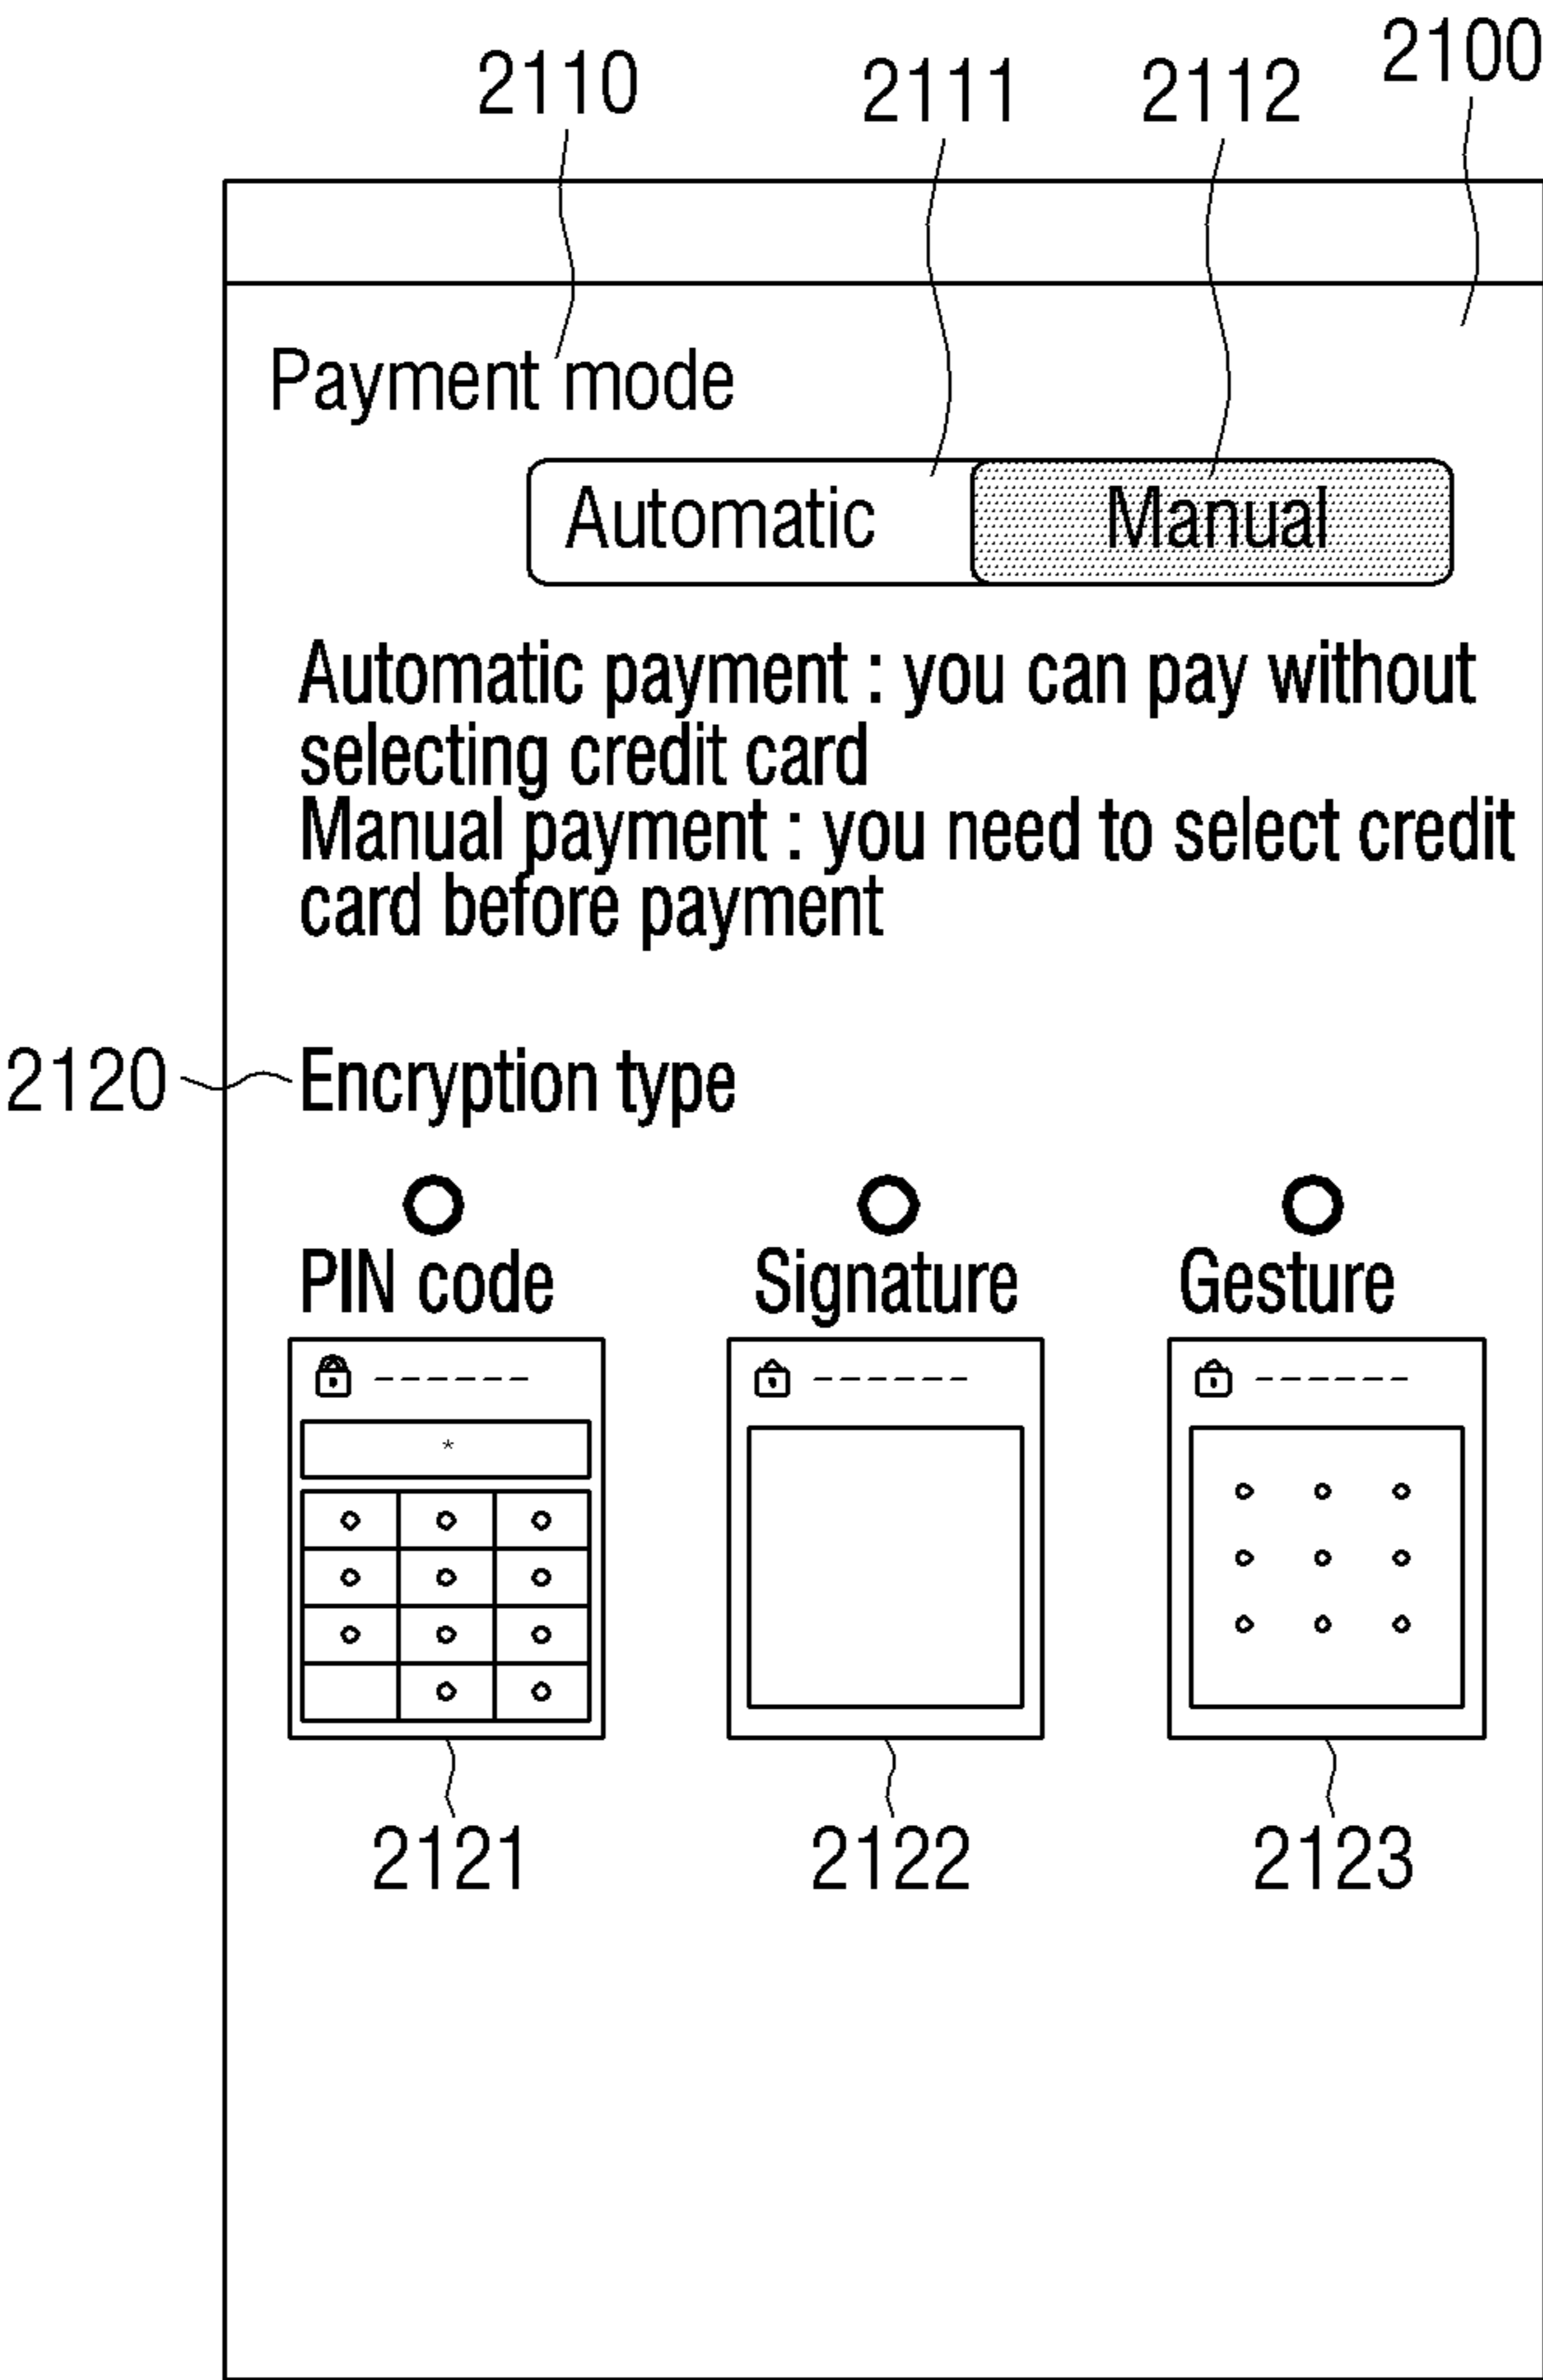 2110 2111 2112 2100
Payment mode
Automatic Manual
Automatic payment : you can pay without
selecting credit card
Manual payment : you need to select credit
card before payment
2120 Encryption type
PIN code Signature Gesture
*
2121 2122 2123